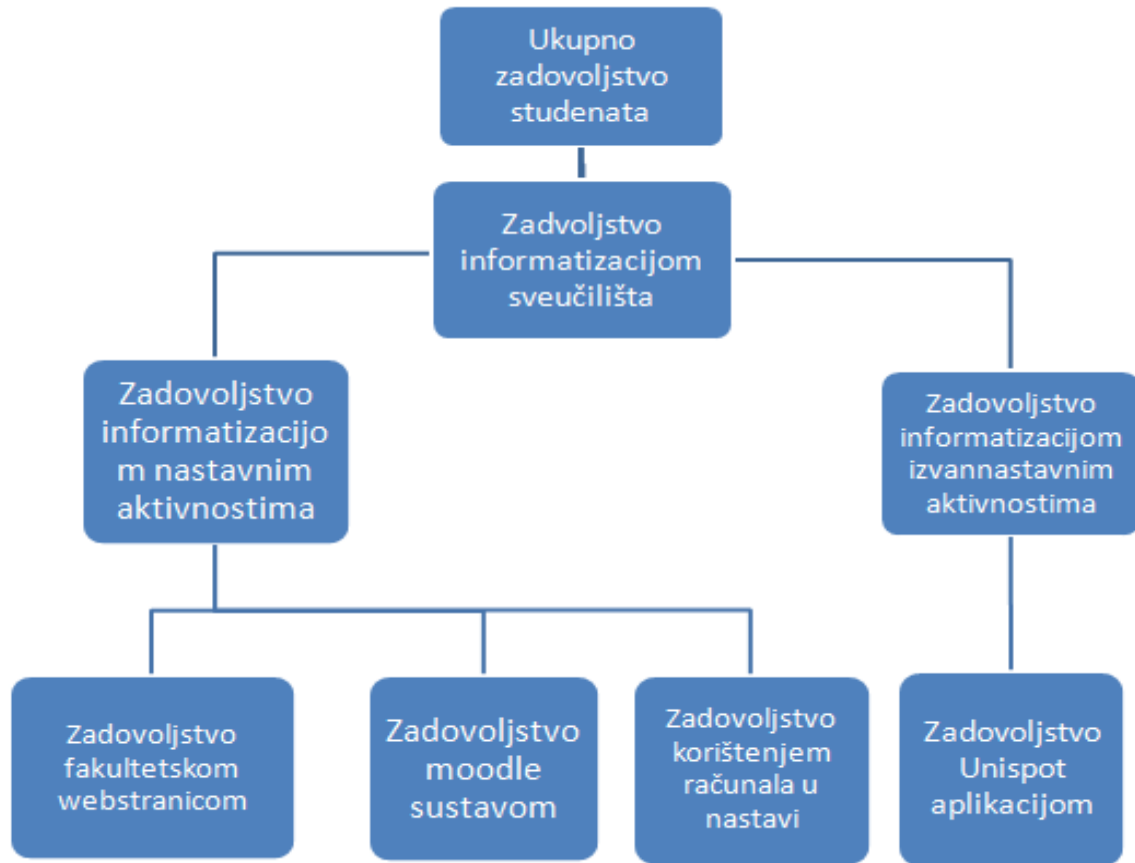 Ukupno
zadovoljstvo
studenata
Zadvoljstvo
informatizacijom
sveučilišta
Zadovoljstvo
informatizacijo
m nastavnim
aktivnostima
Zadovoljstvo
informatizacijom
izvannastavnim
aktivnostima
Zadovoljstvo
fakultetskom
webstranicom
Zadovoljstvo
moodle
sustavom
Zadovoljstvo
korištenjem
računala u
nastavi
Zadovoljstvo
Unispot
aplikacijom